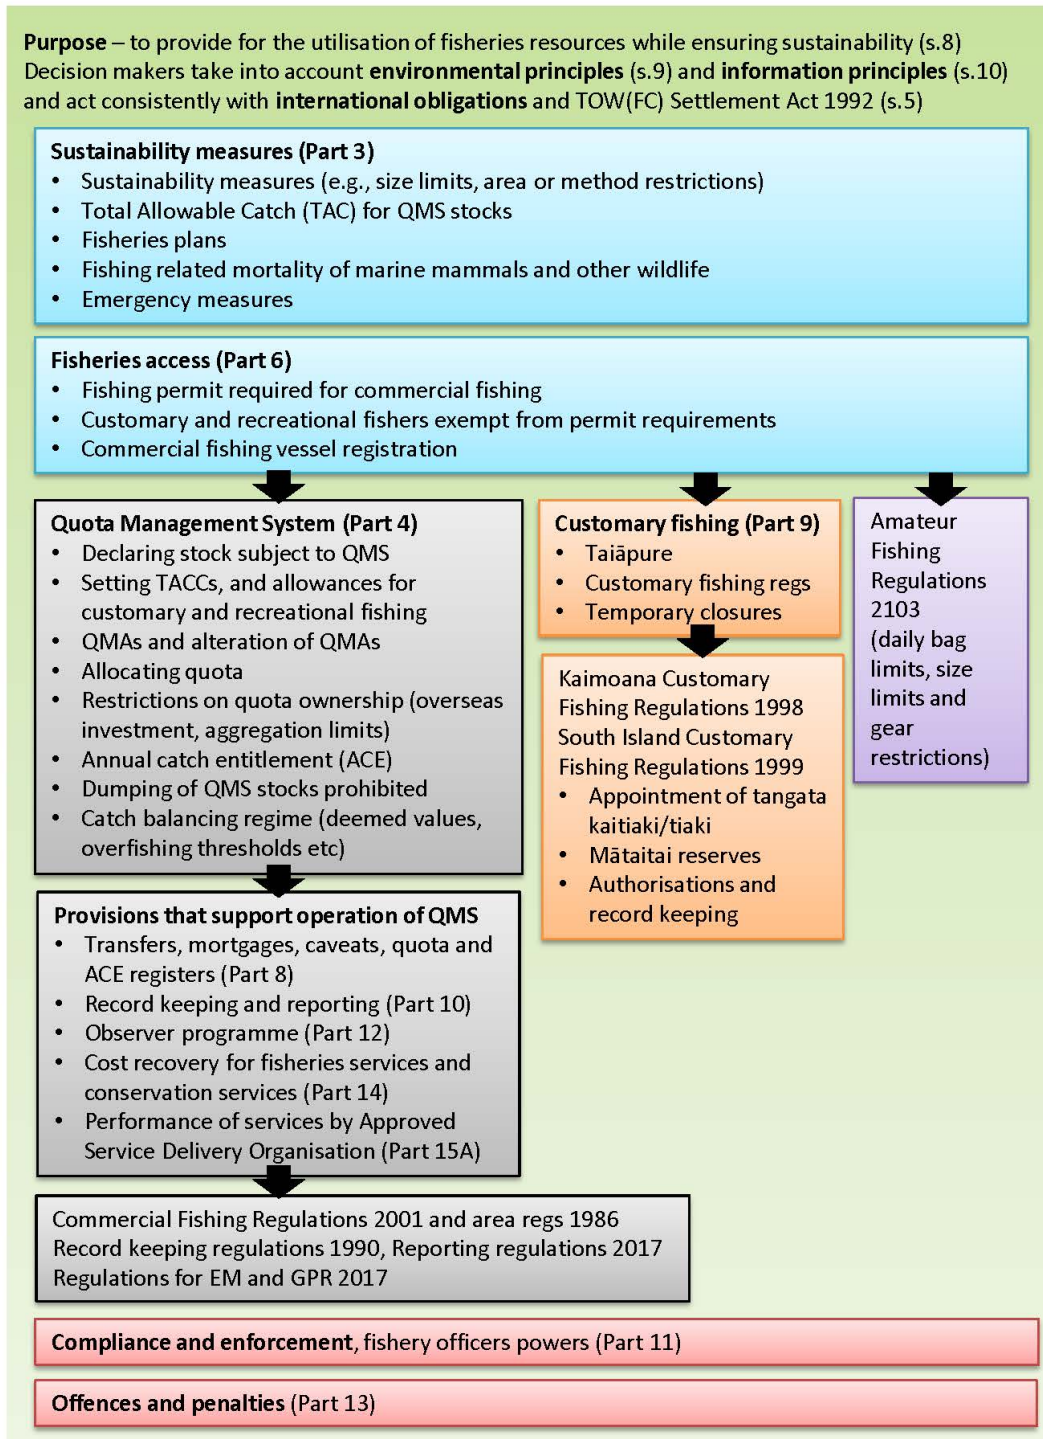 Purpose – to provide for the utilisation of fisheries resources while ensuring sustainability (s.8)
Decision makers take into account environmental principles (s.9) and information principles (s.10)
and act consistently with international obligations and TOW(FC) Settlement Act 1992 (s.5)
Sustainability measures (Part 3)
• Sustainability measures (e.g., size limits, area or method restrictions)
• Total Allowable Catch (TAC) for QMS stocks
• Fisheries plans
• Fishing related mortality of marine mammals and other wildlife
• Emergency measures
Fisheries access (Part 6)
• Fishing permit required for commercial fishing
• Customary and recreational fishers exempt from permit requirements
• Commercial fishing vessel registration
Quota Management System (Part 4)
• Declaring stock subject to QMS
• Setting TACCs, and allowances for
customary and recreational fishing
• QMAs and alteration of QMAs
• Allocating quota
• Restrictions on quota ownership (overseas
investment, aggregation limits)
• Annual catch entitlement (ACE)
• Dumping of QMS stocks prohibited
• Catch balancing regime (deemed values,
overfishing thresholds etc)
Provisions that support operation of QMS
• Transfers, mortgages, caveats, quota and
ACE registers (Part 8)
• Record keeping and reporting (Part 10)
• Observer programme (Part 12)
• Cost recovery for fisheries services and
conservation services (Part 14)
• Performance of services by Approved
Service Delivery Organisation (Part 15A)
Commercial Fishing Regulations 2001 and area regs 1986
Record keeping regulations 1990, Reporting regulations 2017
Regulations for EM and GPR 2017
Customary fishing (Part 9)
• Taiāpure
• Customary fishing regs
• Temporary closures
Kaimoana Customary
Fishing Regulations 1998
South Island Customary
Fishing Regulations 1999
• Appointment of tangata
kaitiaki/tiaki
• Mātaitai reserves
• Authorisations and
record keeping
Amateur
Fishing
Regulations
2103
(daily bag
limits, size
limits and
gear
restrictions)
Compliance and enforcement, fishery officers powers (Part 11)
Offences and penalties (Part 13)